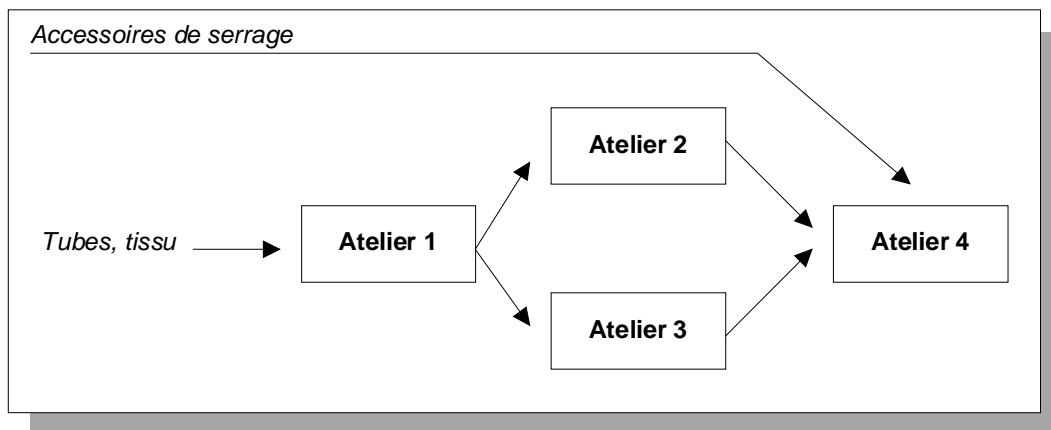 Accessoires de serrage
Atelier 2
Tubes, tissu
Atelier 1
Atelier 4
Atelier 3